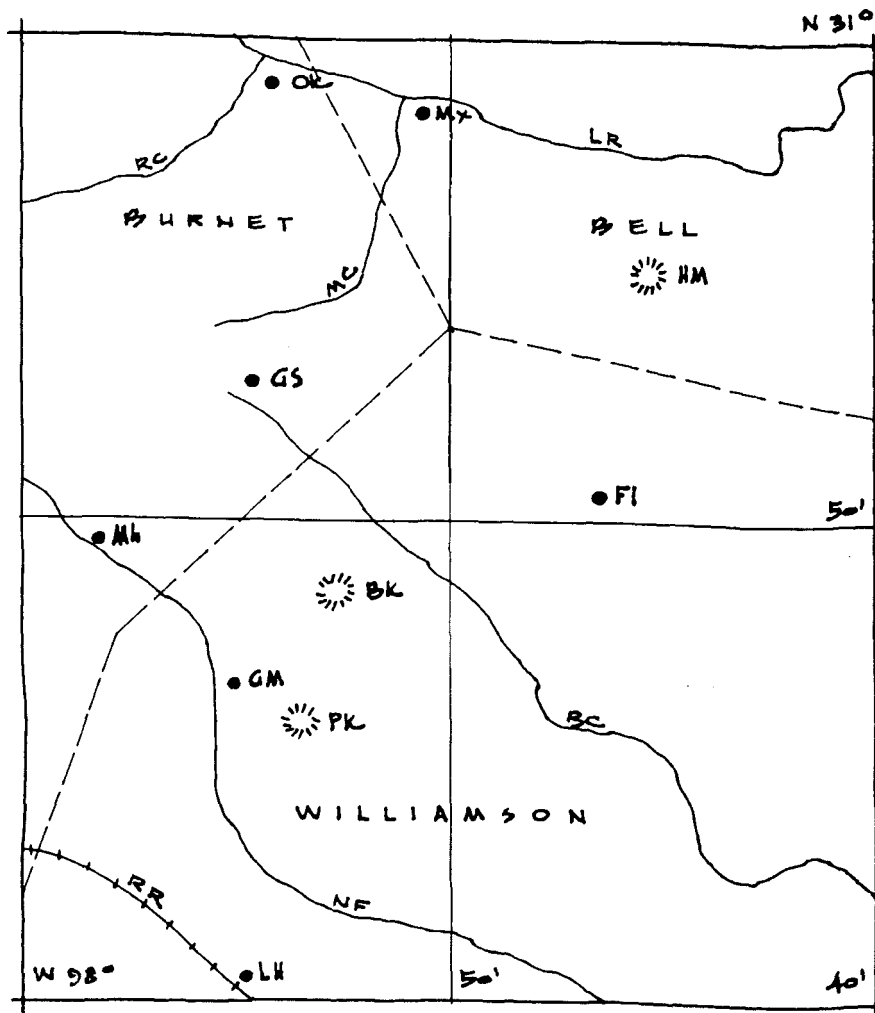 N 31°
OK
Mx
LR
RC
BURNET
BELL
HM
MC
GS
FI
50'
Mh
BK
GM
PK
BC
WILLIAMSON
RR
NF
W 98°
LH
50'
40'